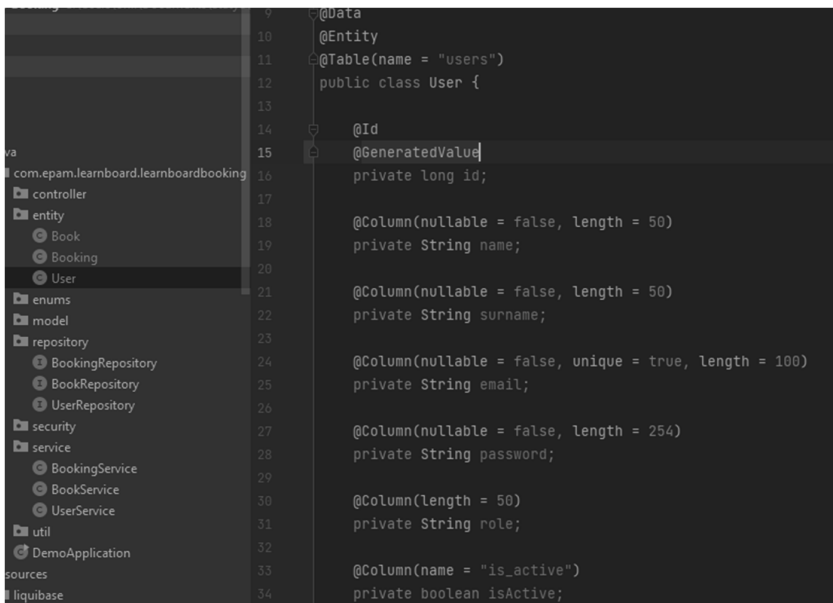 va
com.epam.learnboard.learnboardbooking
controller
entity
Book
Booking
User
enums
model
repository
BookingRepository
BookRepository
UserRepository
security
service
BookingService
BookService
UserService
util
DemoApplication
sources
liquibase
9 @Data
10 @Entity
11 @Table(name = "users")
12 public class User {
13
14 @Id
15 @GeneratedValue
16 private long id;
17
18 @Column(nullable = false, length = 50)
19 private String name;
20
21 @Column(nullable = false, length = 50)
22 private String surname;
23
24 @Column(nullable = false, unique = true, length = 100)
25 private String email;
26
27 @Column(nullable = false, length = 254)
28 private String password;
29
30 @Column(length = 50)
31 private String role;
32
33 @Column(name = "is_active")
34 private boolean isActive;